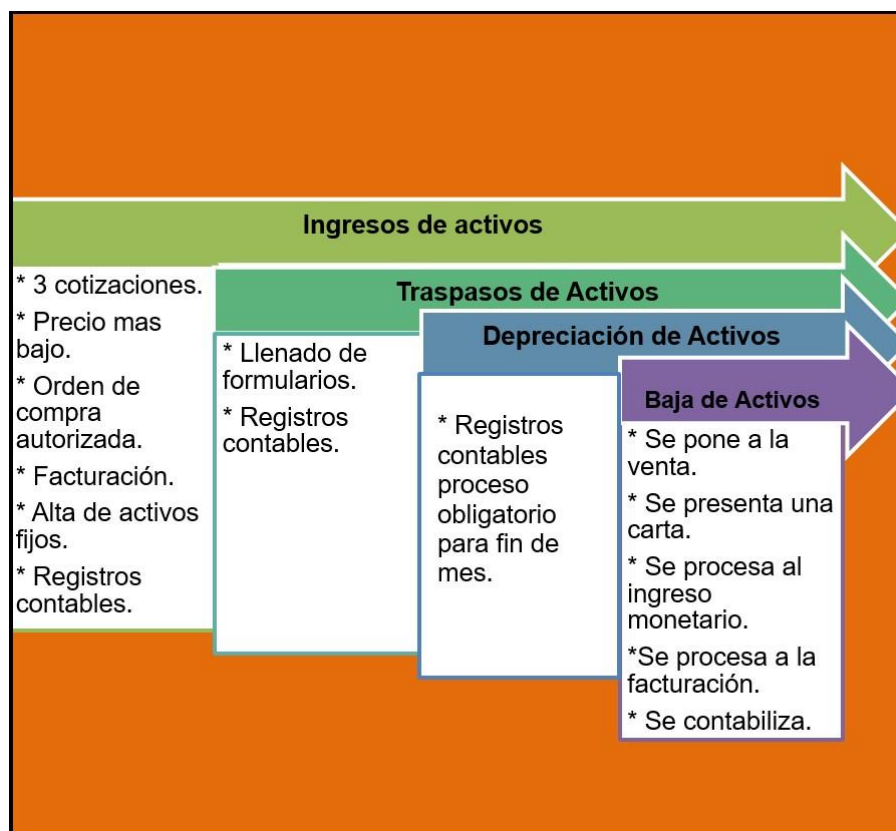 Ingresos de activos
* 3 cotizaciones.
* Precio mas
bajo.
* Orden de
compra
autorizada.
* Facturación.
* Alta de activos
fijos.
* Registros
contables.
Traspasos de Activos
* Llenado de
formularios.
* Registros
contables.
Depreciación de Activos
* Registros
contables
proceso
obligatorio
para fin de
mes.
Baja de Activos
* Se pone a la
venta.
* Se presenta una
carta.
* Se procesa al
ingreso
monetario.
*Se procesa a la
facturación.
* Se contabiliza.